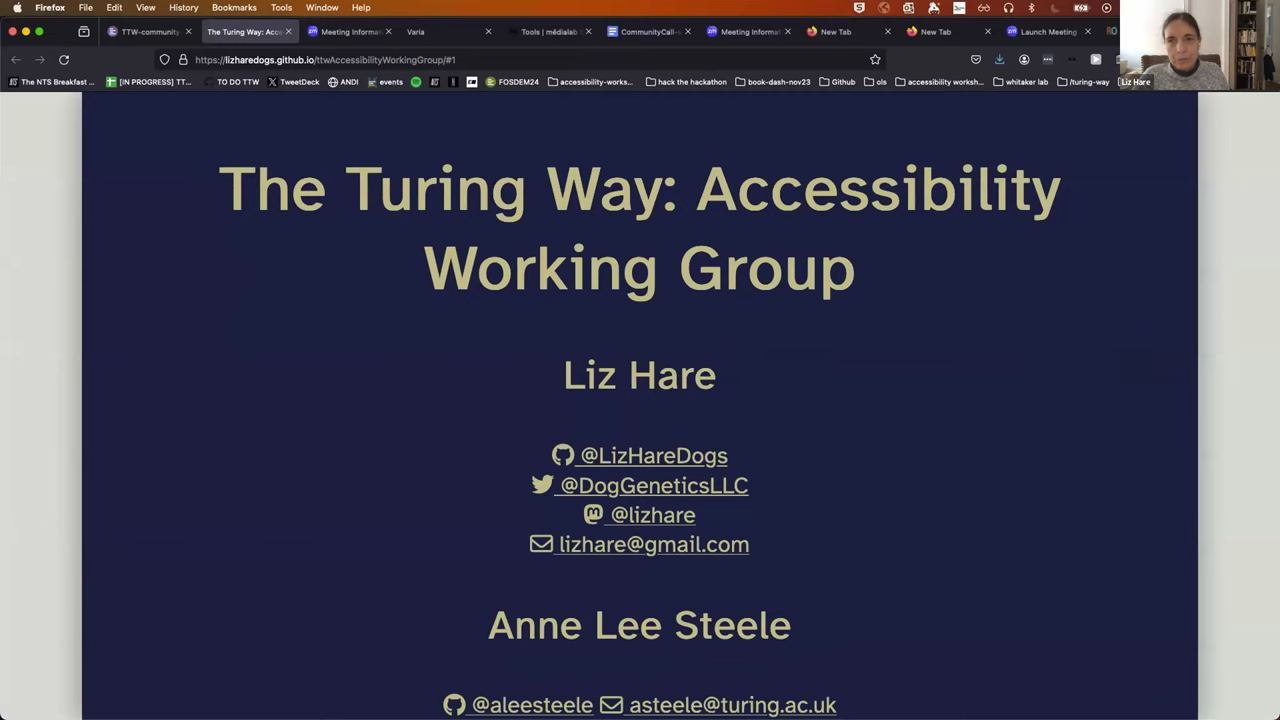 Firefox File Edit View History Bookmarks Tools Window Help
TTW-community The Turing Way: Acce: Meeting Informat Varia Tools | médialab CommunityCall-s Meeting Informat New Tab New Tab Launch Meeting
https://lizharedogs.github.io/ttwAccessibilityWorkingGroup/#1
The NTS Breakfast ... [IN PROGRESS] TT... TO DO TTW TweetDeck ANDI events FOSDEM24 accessibility-works... hack the hackathon book-dash-nov23 Github ols accessibility worksh... whitaker lab /turing-way
Liz Hare
The Turing Way: Accessibility
Working Group
Liz Hare
@LizHareDogs
@DogGeneticsLLC
@lizhare
lizhare@gmail.com
Anne Lee Steele
@aleesteele asteele@turing.ac.uk